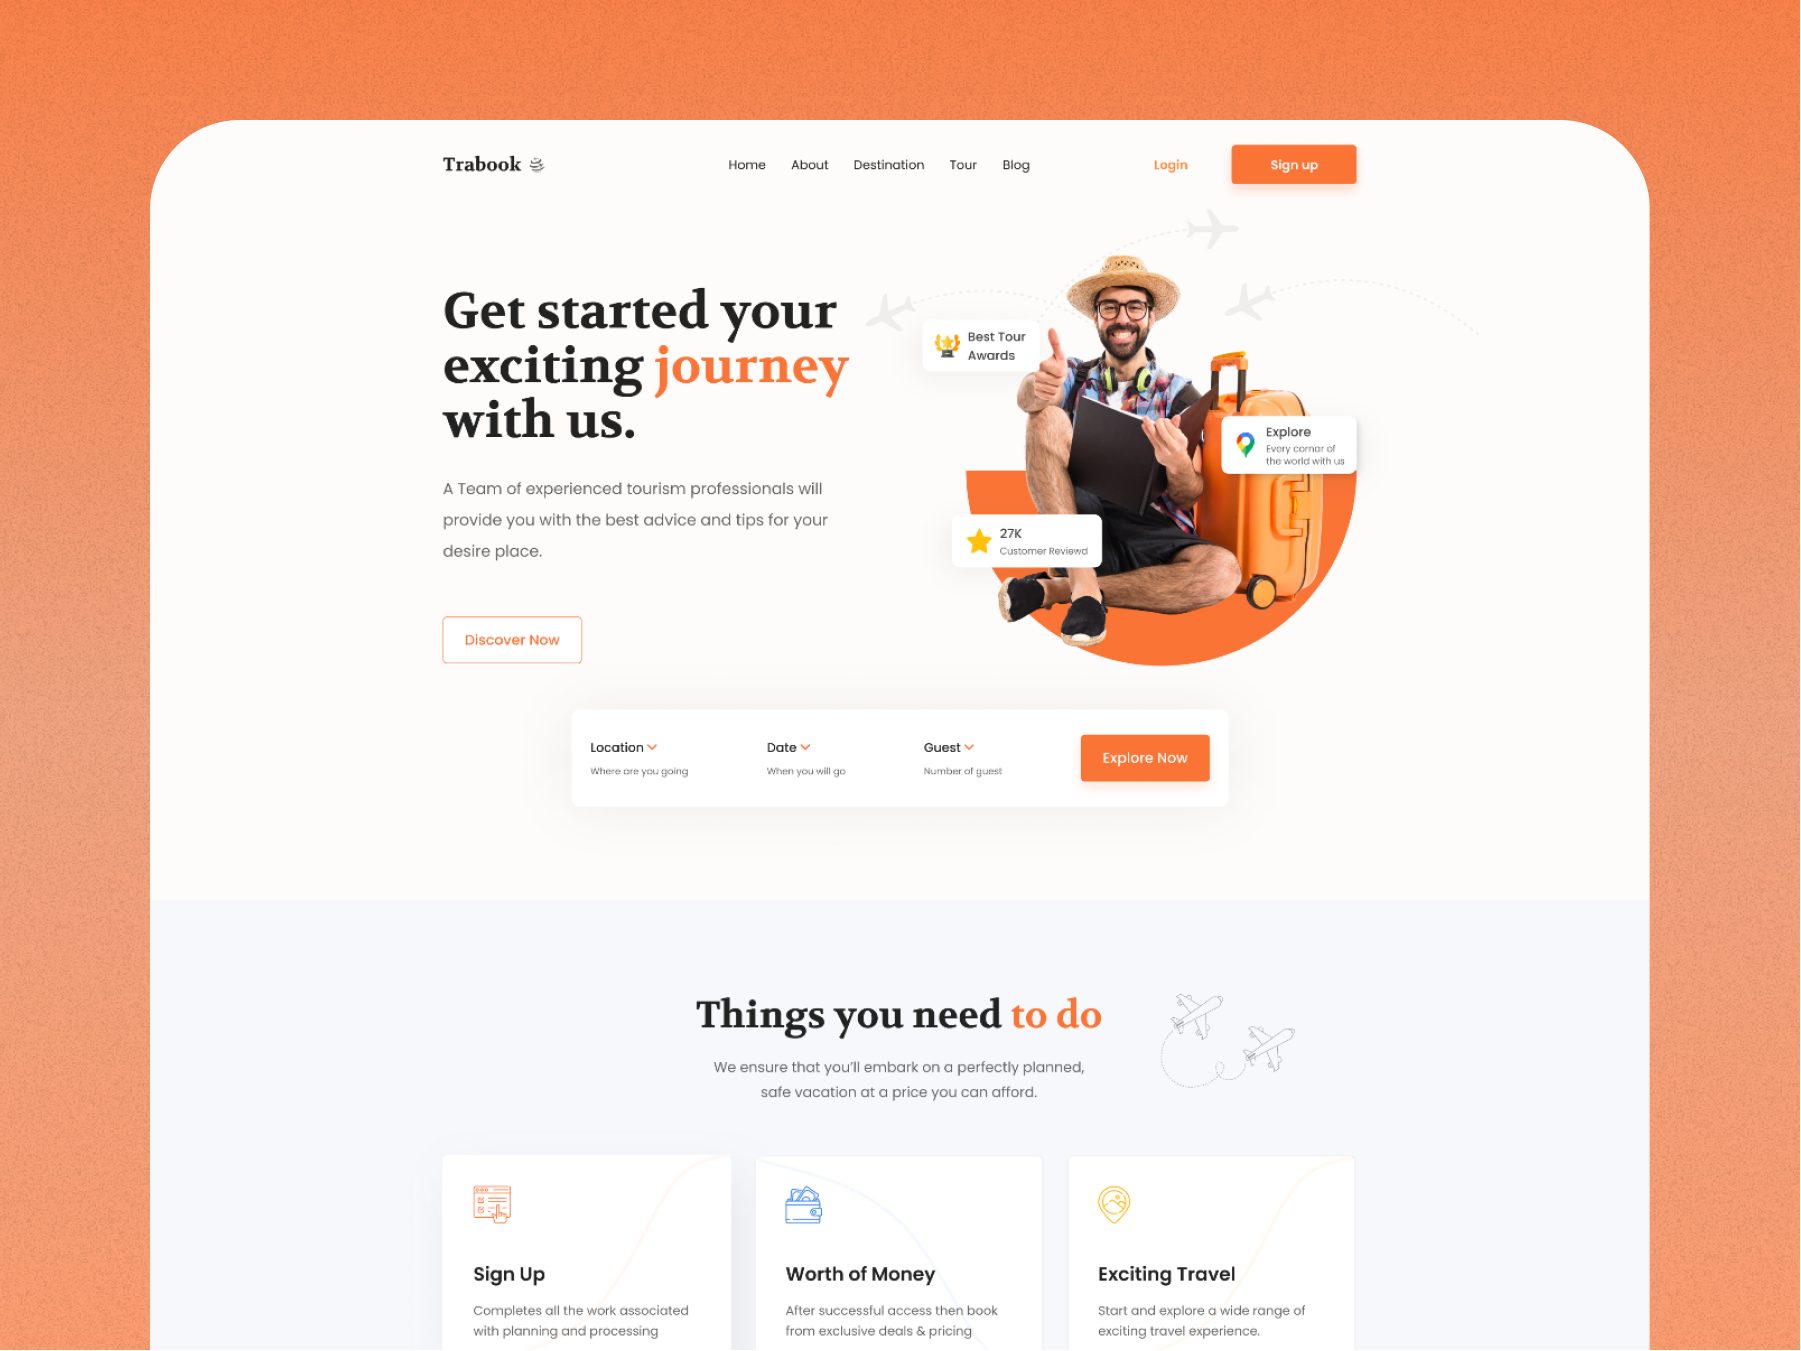 Trabook
Home About Destination Tour Blog
Login
Sign up
Get started your
exciting journey
with us.
A Team of experienced tourism professionals will
provide you with the best advice and tips for your
desire place.
Discover Now
Best Tour
Awards
Explore
Every cornar of
the world with us
27K
Customer Reviewd
Location
Where are you going
Date
When you will go
Guest
Number of guest
Explore Now
Things you need to do
We ensure that you'll embark on a perfectly planned,
safe vacation at a price you can afford.
Sign Up
Completes all the work associated
with planning and processing
Worth of Money
After successful access then book
from exclusive deals & pricing
Exciting Travel
Start and explore a wide range of
exciting travel experience.